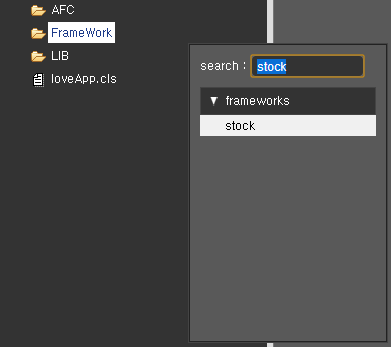 AFC
FrameWork
LIB
loveApp.cls
search :
stock
frameworks
stock